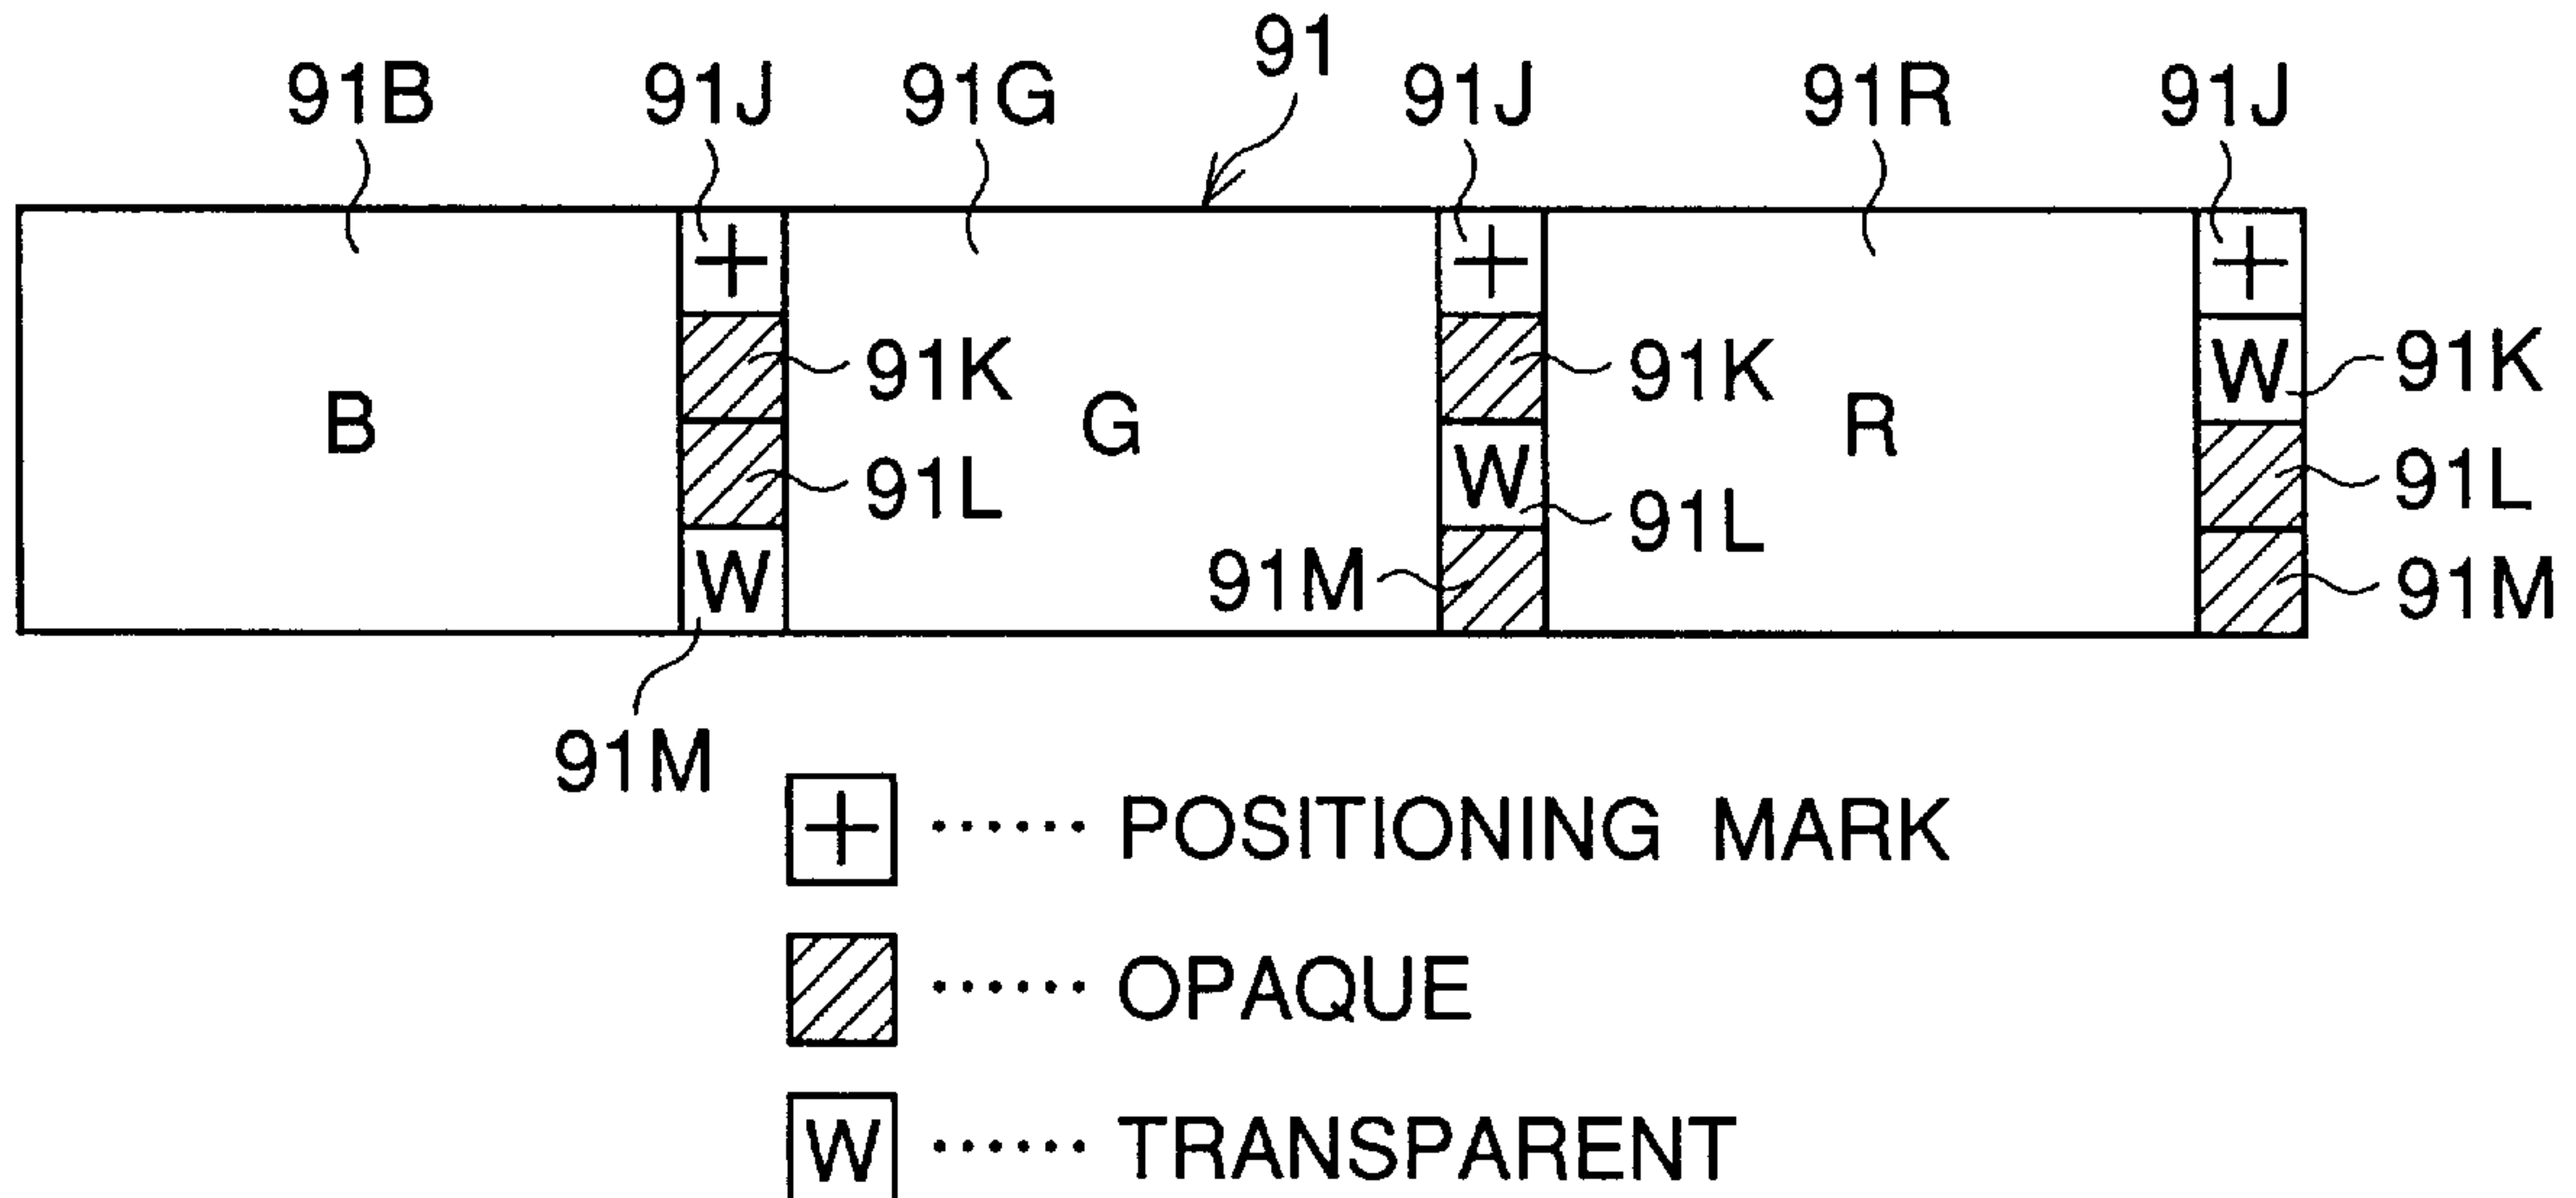 91
91B 91J 91G 91J 91R 91J
+ + +
91K 91K W 91K
B G R
91L W 91L
91L
W 91M 91M
91M
+ ...... POSITIONING MARK
...... OPAQUE
W ...... TRANSPARENT